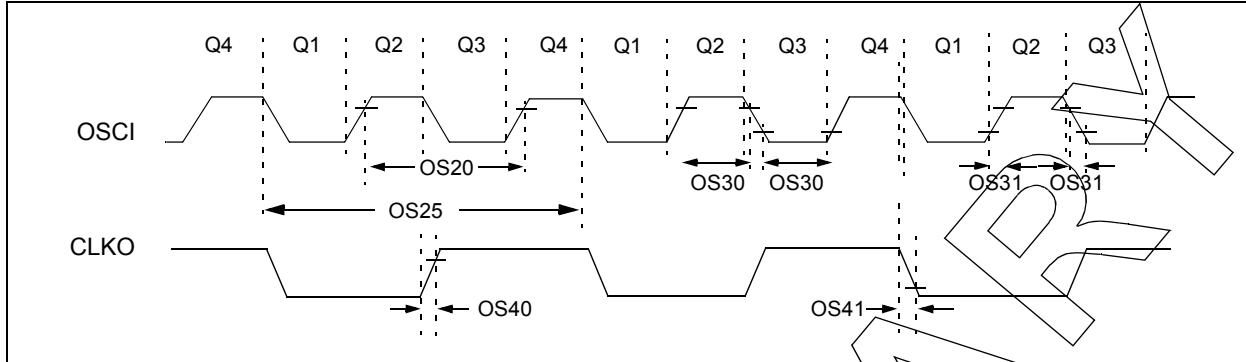 Q4 Q1 Q2 Q3 Q4 Q1 Q2 Q3 Q4 Q1 Q2 Q3
OSCI
OS20 OS30 OS30 OS31 OS31
OS25
CLKO
OS40 OS41